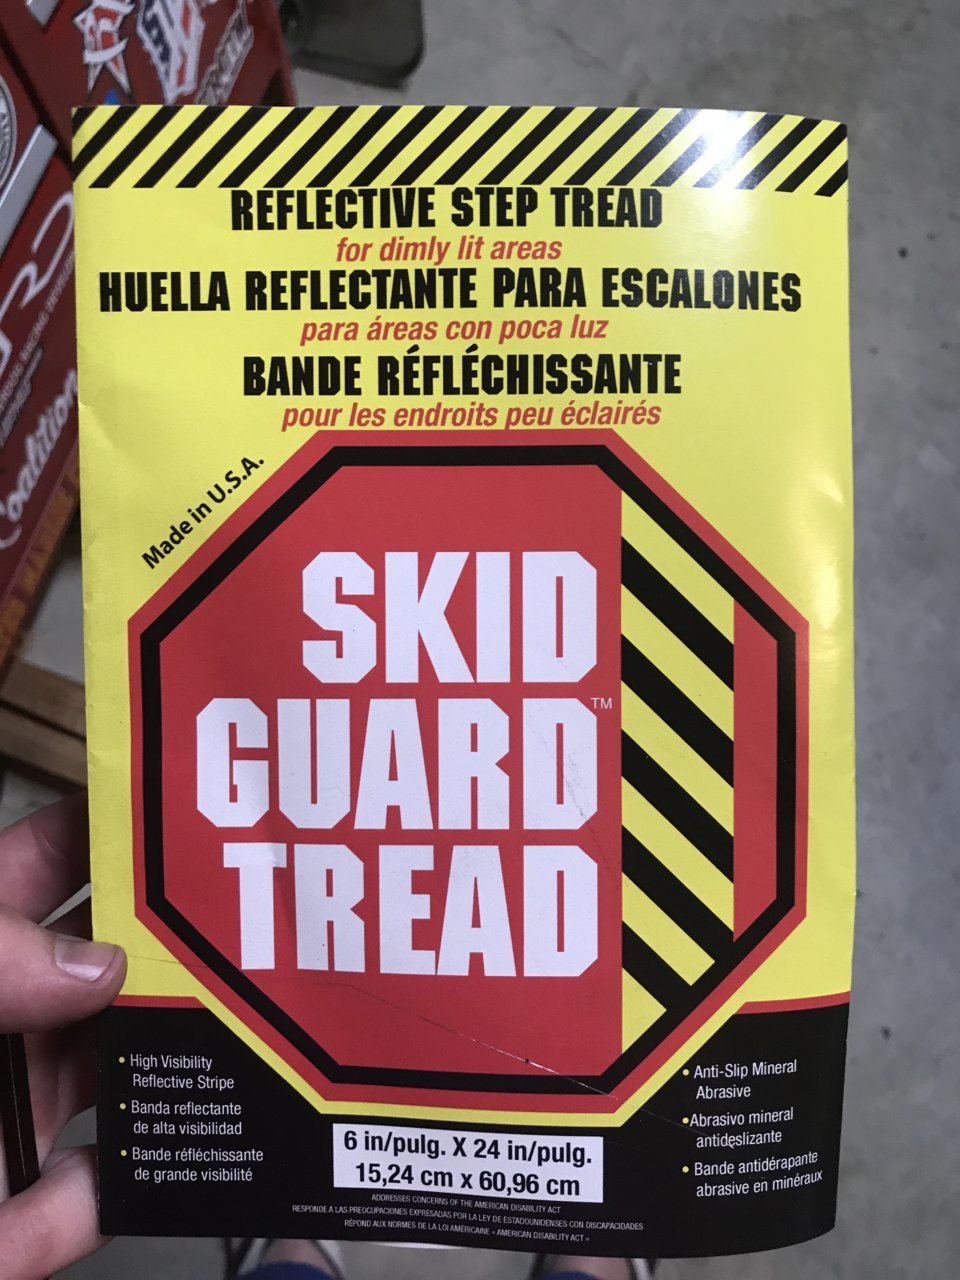 REFLECTIVE STEP TREAD
for dimly lit areas
HUELLA REFLECTANTE PARA ESCALONES
para áreas con poca luz
BANDE RÉFLÉCHISSANTE
pour les endroits peu éclairés
Made in U.S.A.
SKID
GUARD™
TREAD
• High Visibility
Reflective Stripe
• Banda reflectante
de alta visibilidad
• Bande réfléchissante
de grande visibilité
6 in/pulg. X 24 in/pulg.
15,24 cm x 60,96 cm
• Anti-Slip Mineral
Abrasive
• Abrasivo mineral
antideslizante
• Bande antidérapante
abrasive en minéraux
ADDRESSES CONCERNS OF THE AMERICAN DISABILITY ACT
RESPONDE A LAS PREOCUPACIONES EXPRESADAS POR LA LEY DE ESTADOUNIDENSES CON DISCAPACIDADES
RÉPOND AUX NORMES DE LA LOI AMÉRICAINE « AMERICAN DISABILITY ACT »
Coalition